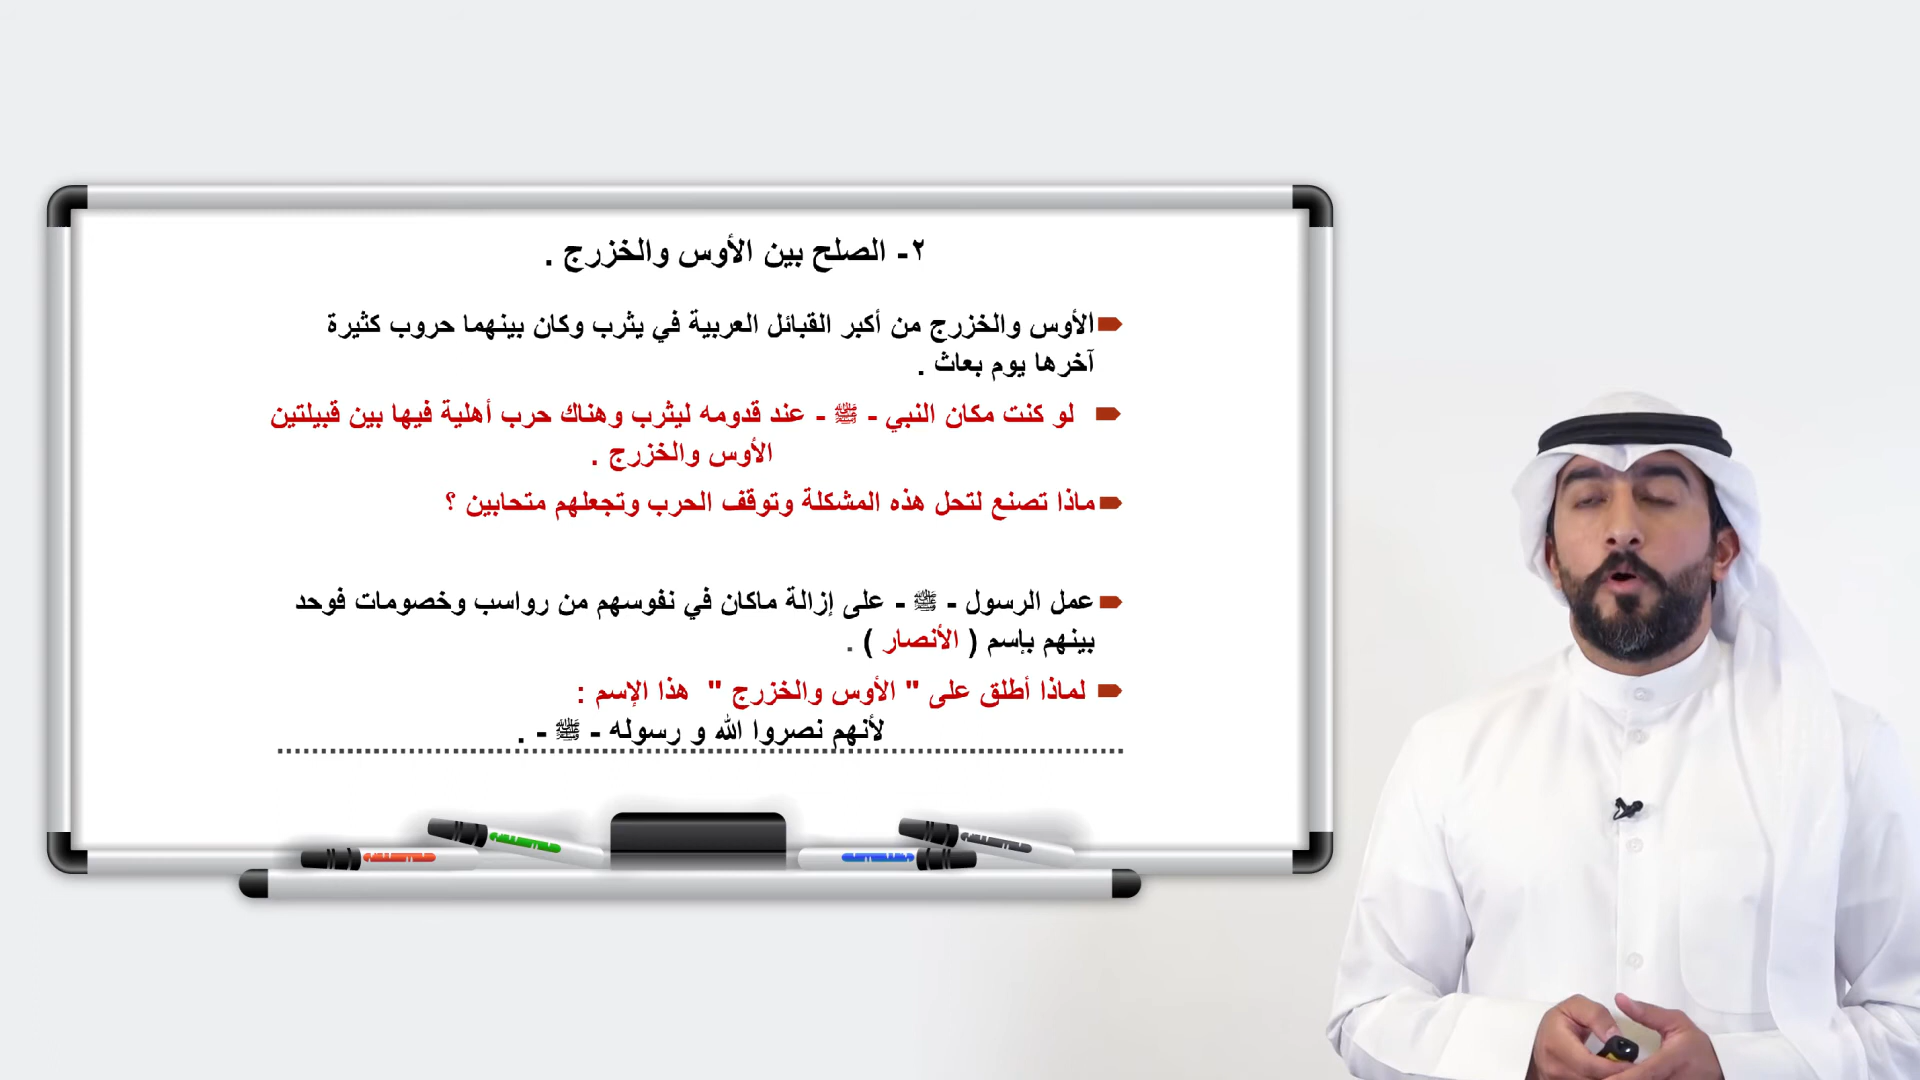 ٢- الصلح بين الأوس والخزرج .
الأوس والخزرج من أكبر القبائل العربية في يثرب وكان بينهما حروب كثيرة
آخرها يوم بعاث .
لو كنت مكان النبي - ﷺ - عند قدومه ليثرب وهناك حرب أهلية فيها بين قبيلتين
الأوس والخزرج .
ماذا تصنع لتحل هذه المشكلة وتوقف الحرب وتجعلهم متحابين ؟
عمل الرسول - ﷺ - على إزالة ماكان في نفوسهم من رواسب وخصومات فوحد
بينهم بإسم ( الأنصار ) .
لماذا أطلق على " الأوس والخزرج " هذا الإسم :
لأنهم نصروا الله و رسوله - ﷺ - .